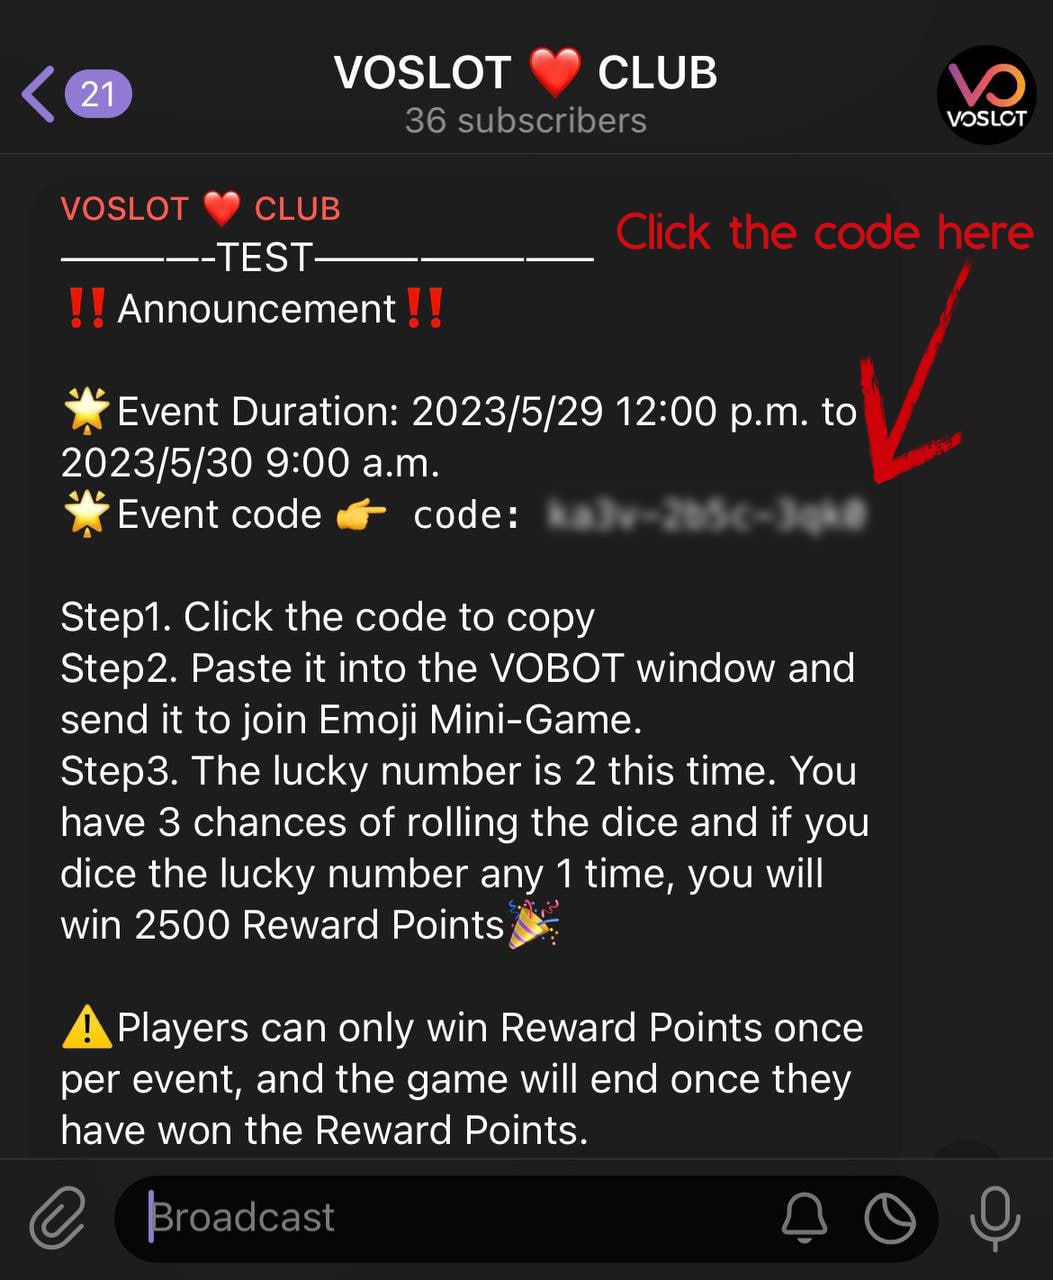 VOSLOT ❤️ CLUB
21
36 subscribers
VO
VOSLOT
VOSLOT ❤️ CLUB
Click the code here
—————-TEST————————
‼️Announcement‼️
🌟Event Duration: 2023/5/29 12:00 p.m. to
2023/5/30 9:00 a.m.
🌟Event code 👉 code:
Step1. Click the code to copy
Step2. Paste it into the VOBOT window and
send it to join Emoji Mini-Game.
Step3. The lucky number is 2 this time. You
have 3 chances of rolling the dice and if you
dice the lucky number any 1 time, you will
win 2500 Reward Points🎉
⚠️Players can only win Reward Points once
per event, and the game will end once they
have won the Reward Points.
Broadcast